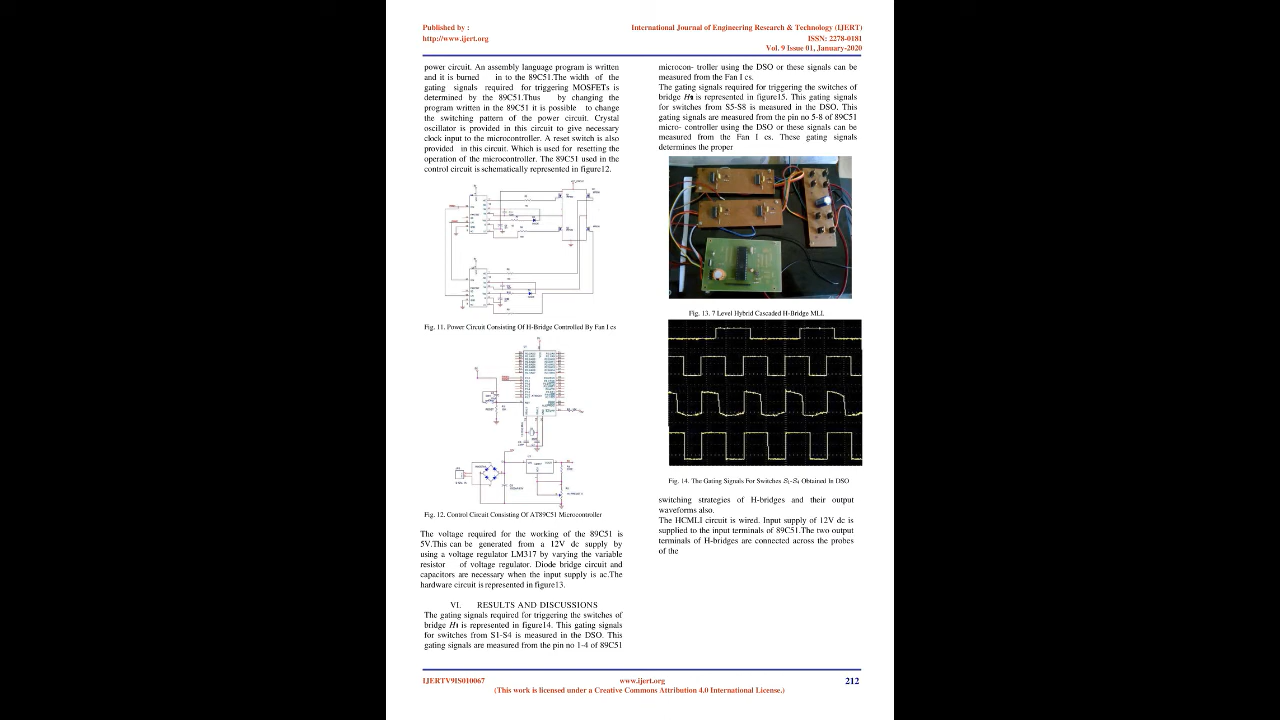 Published by :
http://www.ijert.org
International Journal of Engineering Research & Technology (IJERT)
ISSN: 2278-0181
Vol. 9 Issue 01, January-2020
power circuit. An assembly language program is written
and it is burned in to the 89C51.The width of the
gating signals required for triggering MOSFETs is
determined by the 89C51.Thus by changing the
program written in the 89C51 it is possible to change
the switching pattern of the power circuit. Crystal
oscillator is provided in this circuit to give necessary
clock input to the microcontroller. A reset switch is also
provided in this circuit. Which is used for resetting the
operation of the microcontroller. The 89C51 used in the
control circuit is schematically represented in figure12.
Fig. 11. Power Circuit Consisting Of H-Bridge Controlled By Fan I cs
Fig. 12. Control Circuit Consisting Of AT89C51 Microcontroller
The voltage required for the working of the 89C51 is
5V.This can be generated from a 12V dc supply by
using a voltage regulator LM317 by varying the variable
resistor of voltage regulator. Diode bridge circuit and
capacitors are necessary when the input supply is ac.The
hardware circuit is represented in figure13.
VI. RESULTS AND DISCUSSIONS
The gating signals required for triggering the switches of
bridge H1 is represented in figure14. This gating signals
for switches from S1-S4 is measured in the DSO. This
gating signals are measured from the pin no 1-4 of 89C51
microcon- troller using the DSO or these signals can be
measured from the Fan I cs.
The gating signals required for triggering the switches of
bridge is represented in figure15. This gating signals
for switches from S5-S8 is measured in the DSO. This
gating signals are measured from the pin no 5-8 of 89C51
micro- controller using the DSO or these signals can be
measured from the Fan I cs. These gating signals
determines the proper
Fig. 13. 7 Level Hybrid Cascaded H-Bridge MLI.
Fig. 14. The Gating Signals For Switches S1-S4 Obtained In DSO
switching strategies of H-bridges and their output
waveforms also.
The HCMLI circuit is wired. Input supply of 12V dc is
supplied to the input terminals of 89C51.The two output
terminals of H-bridges are connected across the probes
of the
IJERTV9IS010067
www.ijert.org
212
(This work is licensed under a Creative Commons Attribution 4.0 International License.)